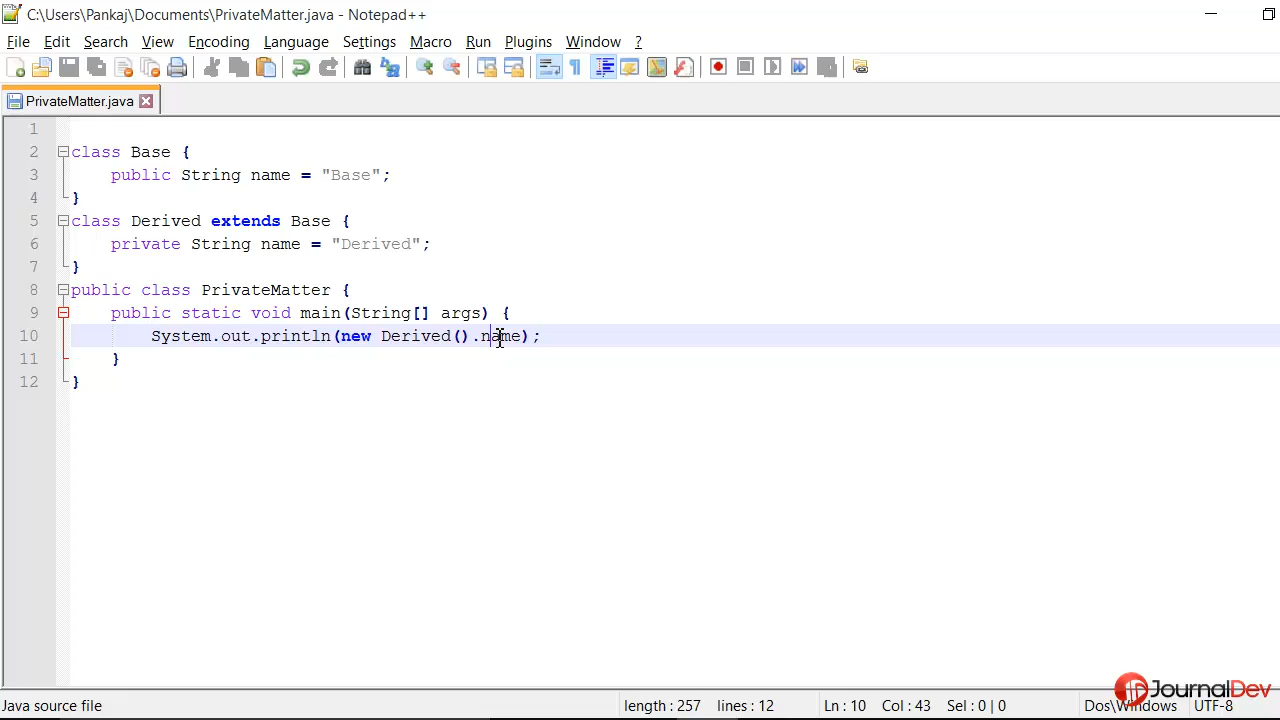 C:\Users\Pankaj\Documents\PrivateMatter.java - Notepad++
File Edit Search View Encoding Language Settings Macro Run Plugins Window ?
PrivateMatter.java
1
2 class Base {
3 public String name = "Base";
4 }
5 class Derived extends Base {
6 private String name = "Derived";
7 }
8 public class PrivateMatter {
9 public static void main(String[] args) {
10 System.out.println(new Derived().name);
11 }
12 }
JournalDev
Java source file length : 257 lines : 12 Ln : 10 Col : 43 Sel : 0 | 0 Dos\Windows UTF-8